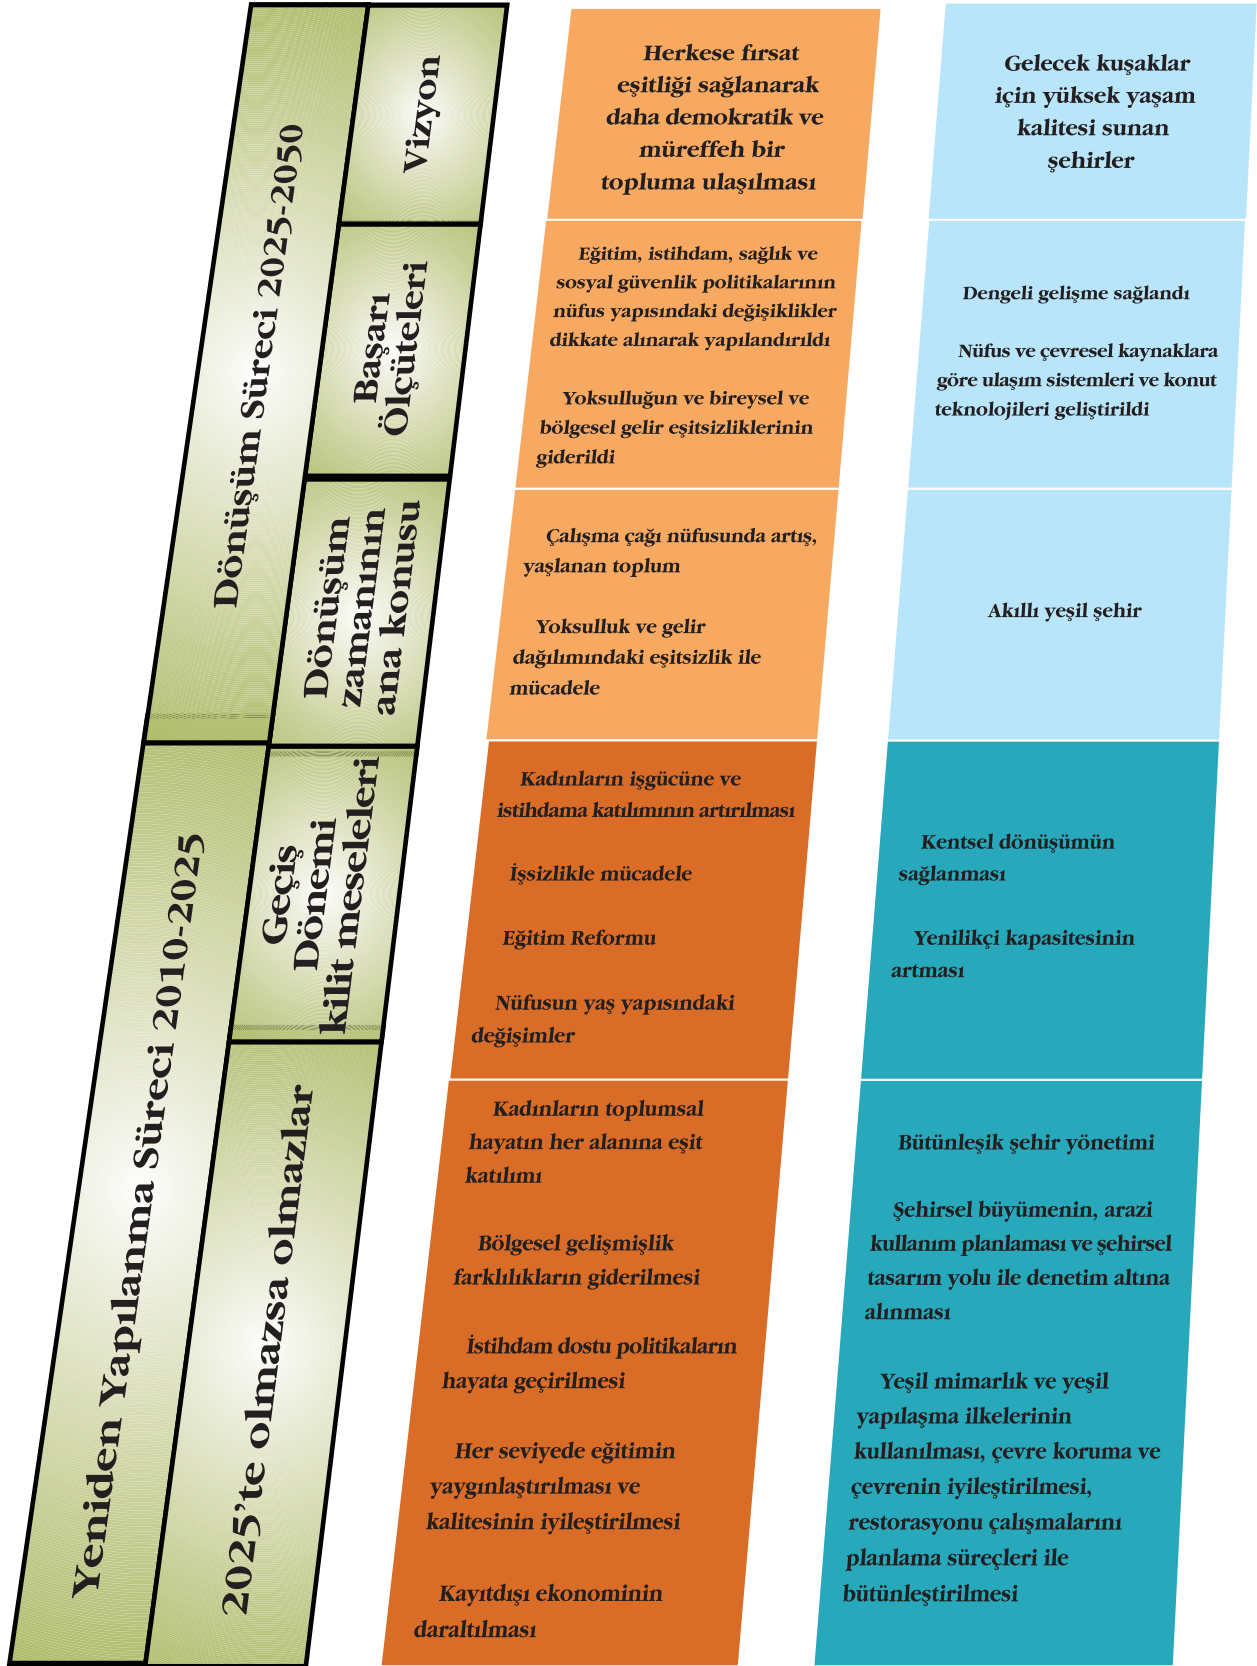 Dönüşüm Süreci 2025-2050
Yeniden Yapılanma Süreci 2010-2025
Vizyon
Başarı
Ölçüteleri
Dönüşüm
zamanının
ana konusu
Geçiş
Dönemi
kilit meseleleri
2025’te olmazsa olmazlar
Herkese fırsat
eşitliği sağlanarak
daha demokratik ve
müreffeh bir
topluma ulaşılması
Eğitim, istihdam, sağlık ve
sosyal güvenlik politikalarının
nüfus yapısındaki değişiklikler
dikkate alınarak yapılandırıldı
Yoksulluğun ve bireysel ve
bölgesel gelir eşitsizliklerinin
giderildi
Çalışma çağı nüfusunda artış,
yaşlanan toplum
Yoksulluk ve gelir
dağılımındaki eşitsizlik ile
mücadele
Kadınların işgücüne ve
istihdama katılımının artırılması
İşsizlikle mücadele
Eğitim Reformu
Nüfusun yaş yapısındaki
değişimler
Kadınların toplumsal
hayatın her alanına eşit
katılımı
Bölgesel gelişmişlik
farklılıkların giderilmesi
İstihdam dostu politikaların
hayata geçirilmesi
Her seviyede eğitimin
yaygınlaştırılması ve
kalitesinin iyileştirilmesi
Kayıtdışı ekonominin
daraltılması
Gelecek kuşaklar
için yüksek yaşam
kalitesi sunan
şehirler
Dengeli gelişme sağlandı
Nüfus ve çevresel kaynaklara
göre ulaşım sistemleri ve konut
teknolojileri geliştirildi
Akıllı yeşil şehir
Kentsel dönüşümün
sağlanması
Yenilikçi kapasitesinin
artması
Bütünleşik şehir yönetimi
Şehirsel büyümenin, arazi
kullanım planlaması ve şehirsel
tasarım yolu ile denetim altına
alınması
Yeşil mimarlık ve yeşil
yapılaşma ilkelerinin
kullanılması, çevre koruma ve
çevrenin iyileştirilmesi,
restorasyonu çalışmalarını
planlama süreçleri ile
bütünleştirilmesi